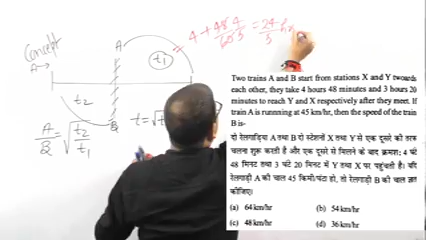 Concept
A→
A
t₁
4 + 48/60 = 24/5 hr
t₂
B
A/B = √t₂/t₁
t = √t
Two trains A and B start from stations X and Y twoards
each other, they take 4 hours 48 minutes and 3 hours 20
minutes to reach Y and X respectively after they meet. If
train A is runnning at 45 km/hr, then the speed of the train
B is-
दो रेलगाड़िया A तथा B दो स्टेशनों X तथा Y से एक दूसरे की तरफ
चलना शुरू करती है और एक दूसरे से मिलने के बाद क्रमश: 4 घंटे
48 मिनट तथा 3 घंटे 20 मिनट में Y तथा X पर पहुंचती है। यदि
रेलगाड़ी A की चाल 45 किमी/घंटा हो, तो रेलगाड़ी B की चाल ज्ञात
कीजिए।
(a) 64 km/hr (b) 54 km/hr
(c) 48 km/hr (d) 36 km/hr